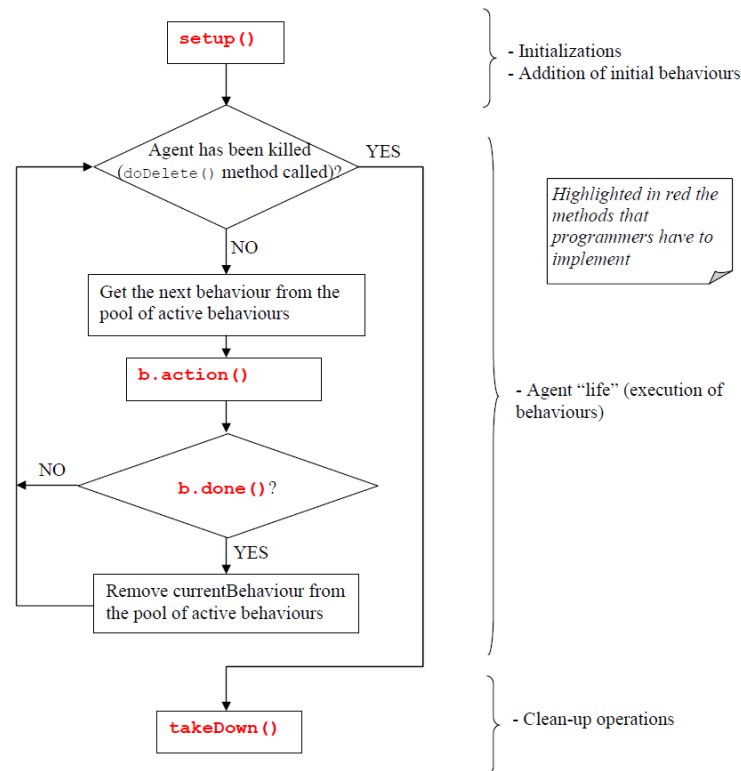 setup()
- Initializations
- Addition of initial behaviours
Agent has been killed
(doDelete() method called)?
YES
Highlighted in red the
methods that
programmers have to
implement
NO
Get the next behaviour from the
pool of active behaviours
b.action()
- Agent “life” (execution of
behaviours)
NO
b.done()?
YES
Remove currentBehaviour from
the pool of active behaviours
takeDown()
- Clean-up operations